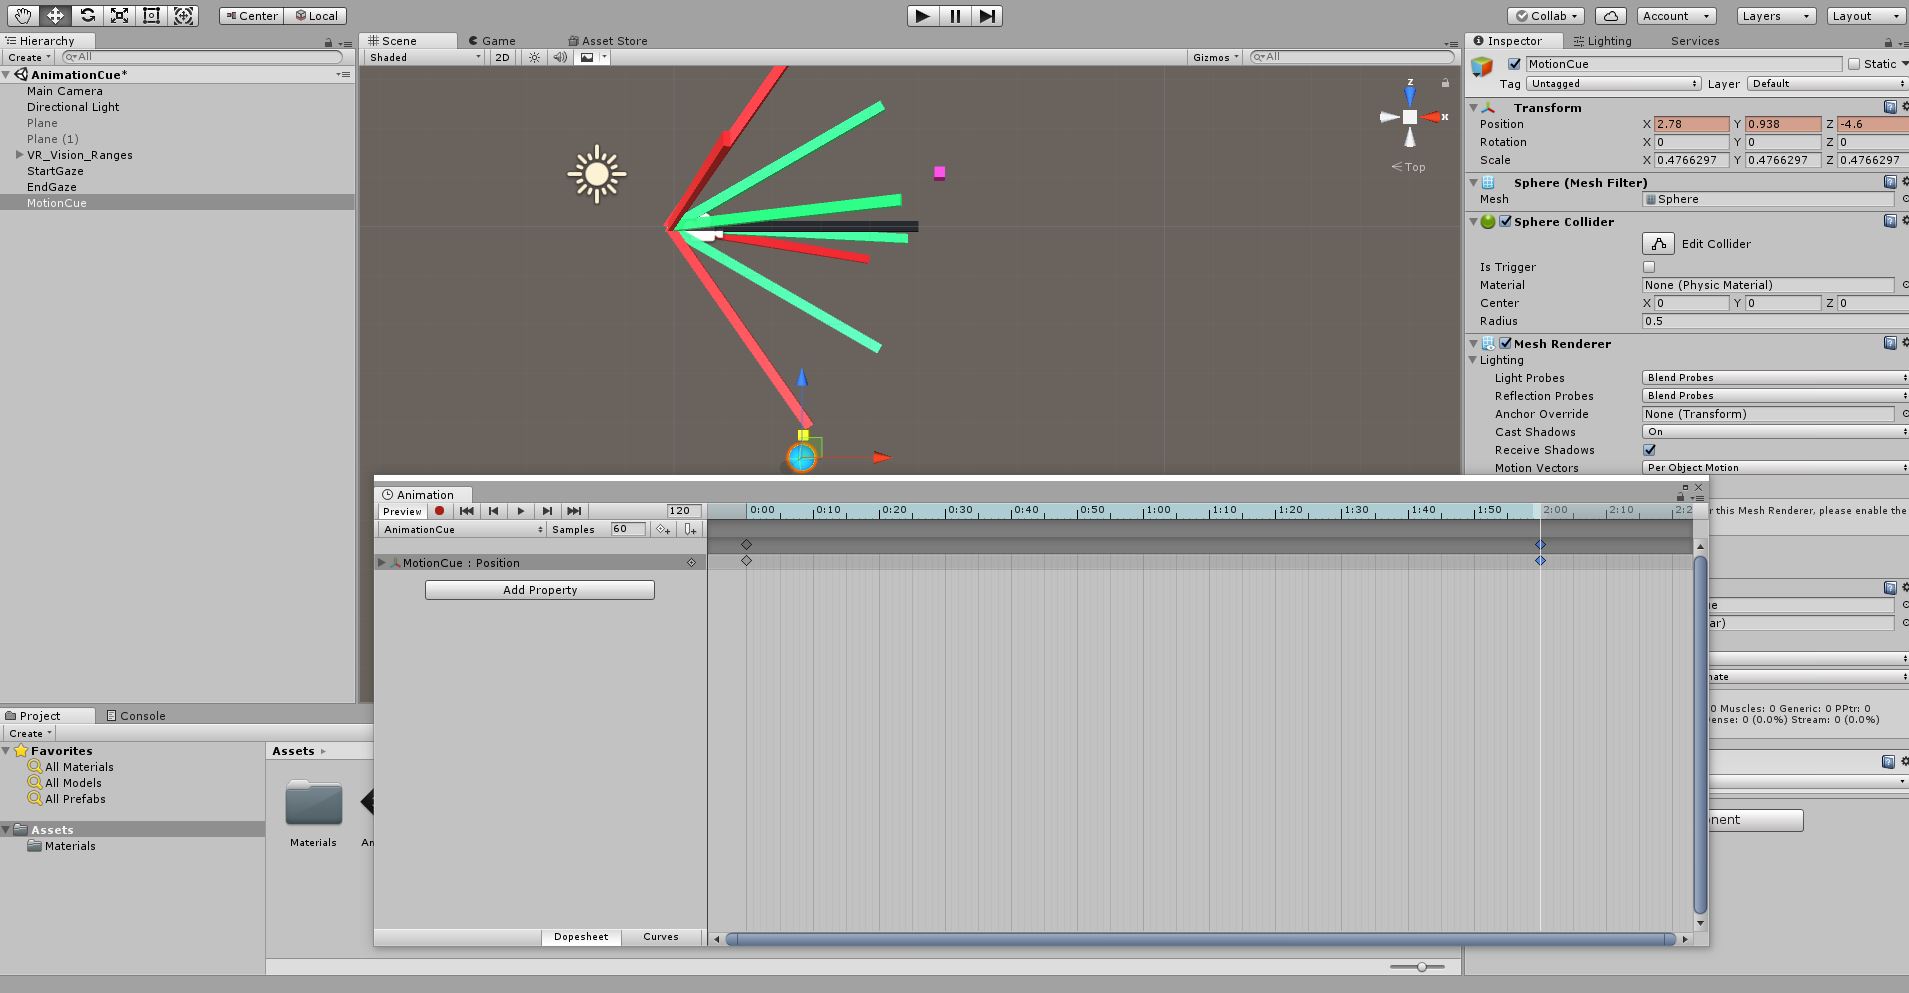 Center Local Collab Account Layers Layout
Hierarchy
Create All
AnimationCue*
Main Camera
Directional Light
Plane
Plane (1)
VR_Vision_Ranges
StartGaze
EndGaze
MotionCue
Scene Game Asset Store
Shaded 2D Gizmos All
z
x
Top
Inspector Lighting Services
MotionCue Static
Tag Untagged Layer Default
Transform
Position X 2.78 Y 0.938 Z -4.6
Rotation X 0 Y 0 Z 0
Scale X 0.4766297 Y 0.4766297 Z 0.4766297
Sphere (Mesh Filter)
Mesh Sphere
Sphere Collider
Edit Collider
Is Trigger
Material None (Physic Material)
Center X 0 Y 0 Z 0
Radius 0.5
Mesh Renderer
Lighting
Light Probes Blend Probes
Reflection Probes Blend Probes
Anchor Override None (Transform)
Cast Shadows On
Receive Shadows
Motion Vectors Per Object Motion
r this Mesh Renderer, please enable the
ar)
nate
0 Muscles: 0 Generic: 0 PPtr: 0
ense: 0 (0.0%) Stream: 0 (0.0%)
nent
Animation
Preview 120 0:00 0:10 0:20 0:30 0:40 0:50 1:00 1:10 1:20 1:30 1:40 1:50 2:00 2:10 2:2
AnimationCue Samples 60
MotionCue : Position
Add Property
Dopesheet Curves
Project Console
Create
Favorites
All Materials
All Models
All Prefabs
Assets
Materials
Assets
Materials An